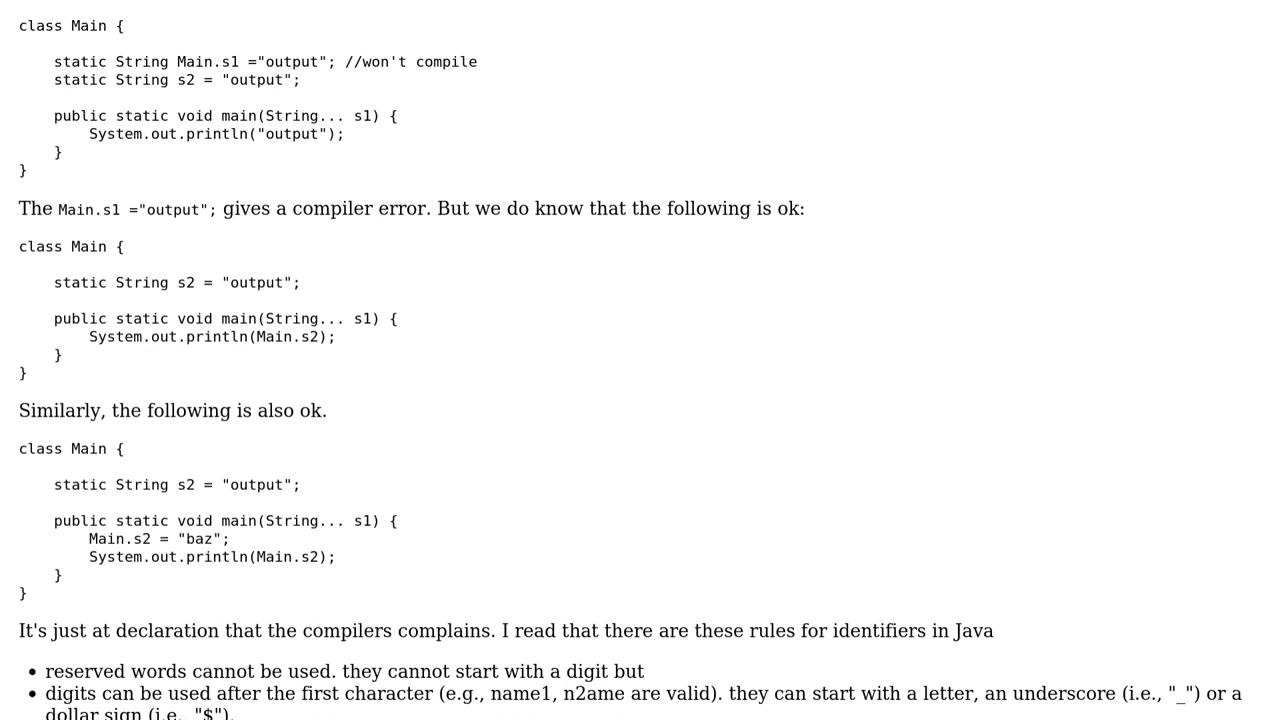 class Main {
    static String Main.s1 ="output"; //won't compile
    static String s2 = "output";
    public static void main(String... s1) {
        System.out.println("output");
    }
}
The Main.s1 ="output"; gives a compiler error. But we do know that the following is ok:
class Main {
    static String s2 = "output";
    public static void main(String... s1) {
        System.out.println(Main.s2);
    }
}
Similarly, the following is also ok.
class Main {
    static String s2 = "output";
    public static void main(String... s1) {
        Main.s2 = "baz";
        System.out.println(Main.s2);
    }
}
It's just at declaration that the compilers complains. I read that there are these rules for identifiers in Java
• reserved words cannot be used. they cannot start with a digit but
• digits can be used after the first character (e.g., name1, n2ame are valid). they can start with a letter, an underscore (i.e., "_") or a
dollar sign (i.e., "$").